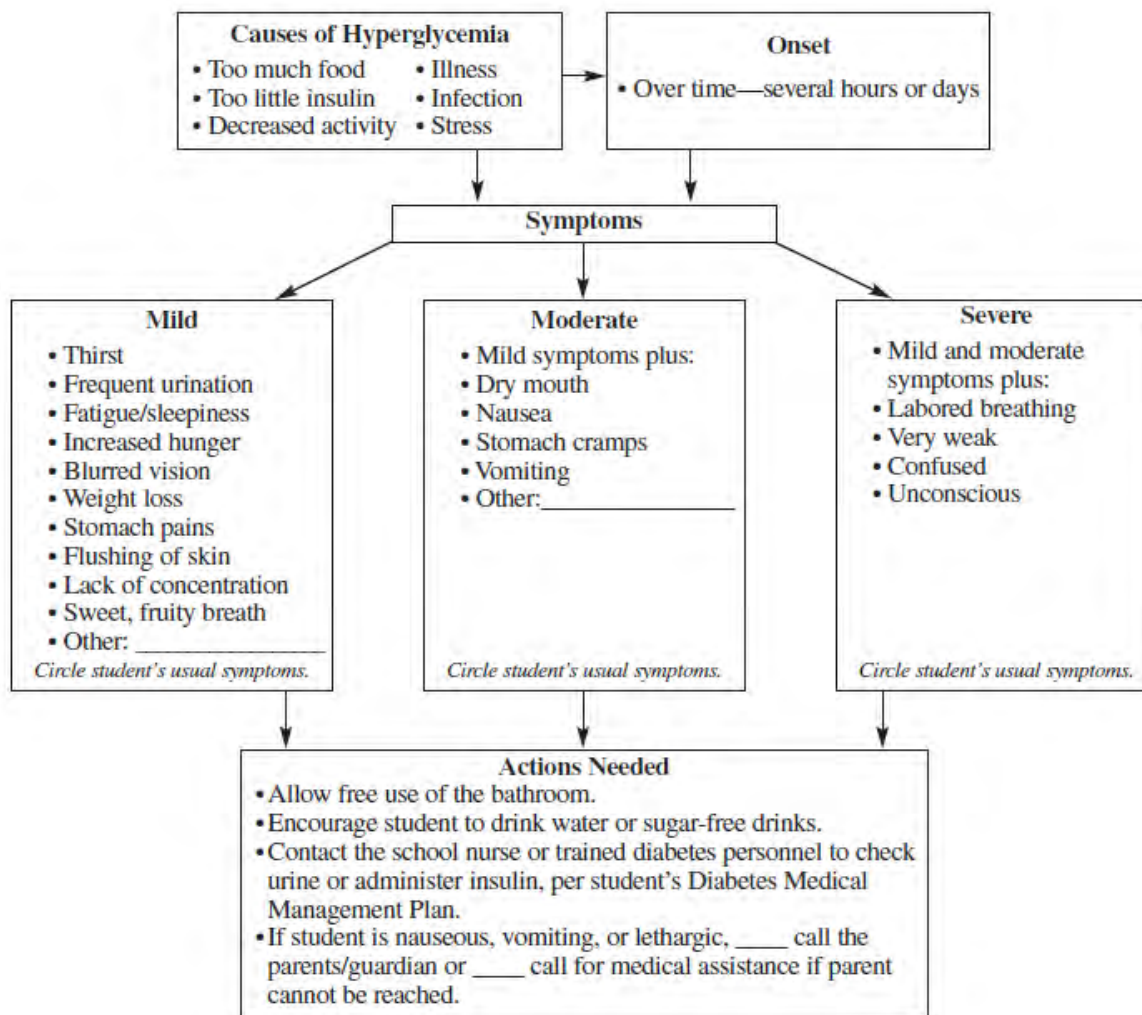 Causes of Hyperglycemia
• Too much food
• Too little insulin
• Decreased activity
• Illness
• Infection
• Stress
Onset
• Over time—several hours or days
Symptoms
Mild
• Thirst
• Frequent urination
• Fatigue/sleepiness
• Increased hunger
• Blurred vision
• Weight loss
• Stomach pains
• Flushing of skin
• Lack of concentration
• Sweet, fruity breath
• Other: ________________
Circle student's usual symptoms.
Moderate
• Mild symptoms plus:
• Dry mouth
• Nausea
• Stomach cramps
• Vomiting
• Other:________________
Circle student's usual symptoms.
Severe
• Mild and moderate
symptoms plus:
• Labored breathing
• Very weak
• Confused
• Unconscious
Circle student's usual symptoms.
Actions Needed
• Allow free use of the bathroom.
• Encourage student to drink water or sugar-free drinks.
• Contact the school nurse or trained diabetes personnel to check
urine or administer insulin, per student's Diabetes Medical
Management Plan.
• If student is nauseous, vomiting, or lethargic, ____ call the
parents/guardian or ____ call for medical assistance if parent
cannot be reached.